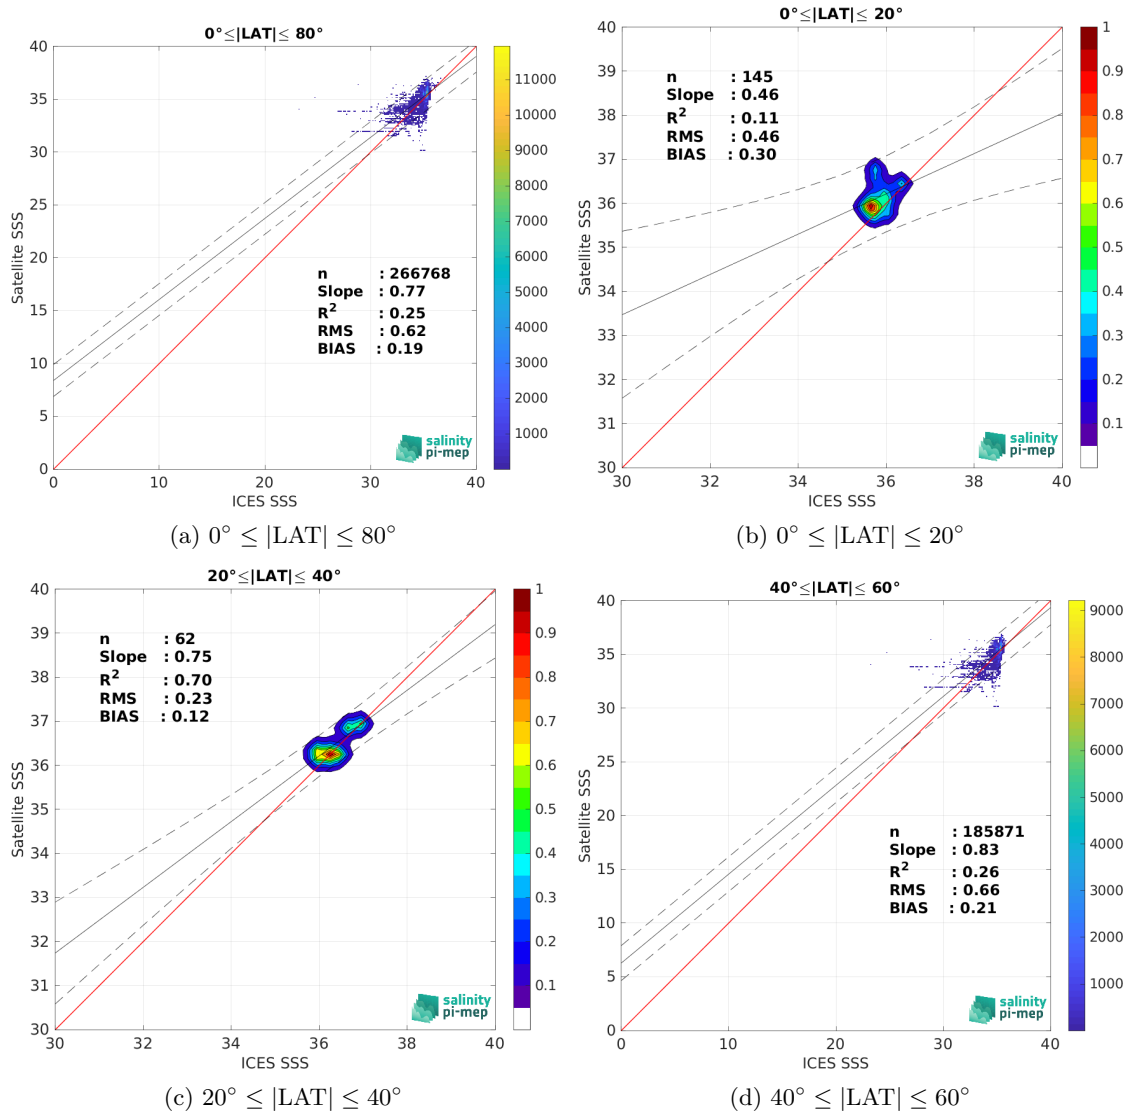 0°≤|LAT|≤ 80°
40
35
30
25
20
15
10
5
0
0
10
20
30
40
Satellite SSS
ICES SSS
n : 266768
Slope : 0.77
R² : 0.25
RMS : 0.62
BIAS : 0.19
11000
10000
9000
8000
7000
6000
5000
4000
3000
2000
1000
salinity
pi-mep
(a) 0° ≤ |LAT| ≤ 80°
0°≤|LAT|≤ 20°
40
39
38
37
36
35
34
33
32
31
30
30
32
34
36
38
40
Satellite SSS
ICES SSS
n : 145
Slope : 0.46
R² : 0.11
RMS : 0.46
BIAS : 0.30
1
0.9
0.8
0.7
0.6
0.5
0.4
0.3
0.2
0.1
salinity
pi-mep
(b) 0° ≤ |LAT| ≤ 20°
20°≤|LAT|≤ 40°
40
39
38
37
36
35
34
33
32
31
30
30
32
34
36
38
40
Satellite SSS
ICES SSS
n : 62
Slope : 0.75
R² : 0.70
RMS : 0.23
BIAS : 0.12
1
0.9
0.8
0.7
0.6
0.5
0.4
0.3
0.2
0.1
salinity
pi-mep
(c) 20° ≤ |LAT| ≤ 40°
40°≤|LAT|≤ 60°
40
35
30
25
20
15
10
5
0
0
10
20
30
40
Satellite SSS
ICES SSS
n : 185871
Slope : 0.83
R² : 0.26
RMS : 0.66
BIAS : 0.21
9000
8000
7000
6000
5000
4000
3000
2000
1000
salinity
pi-mep
(d) 40° ≤ |LAT| ≤ 60°